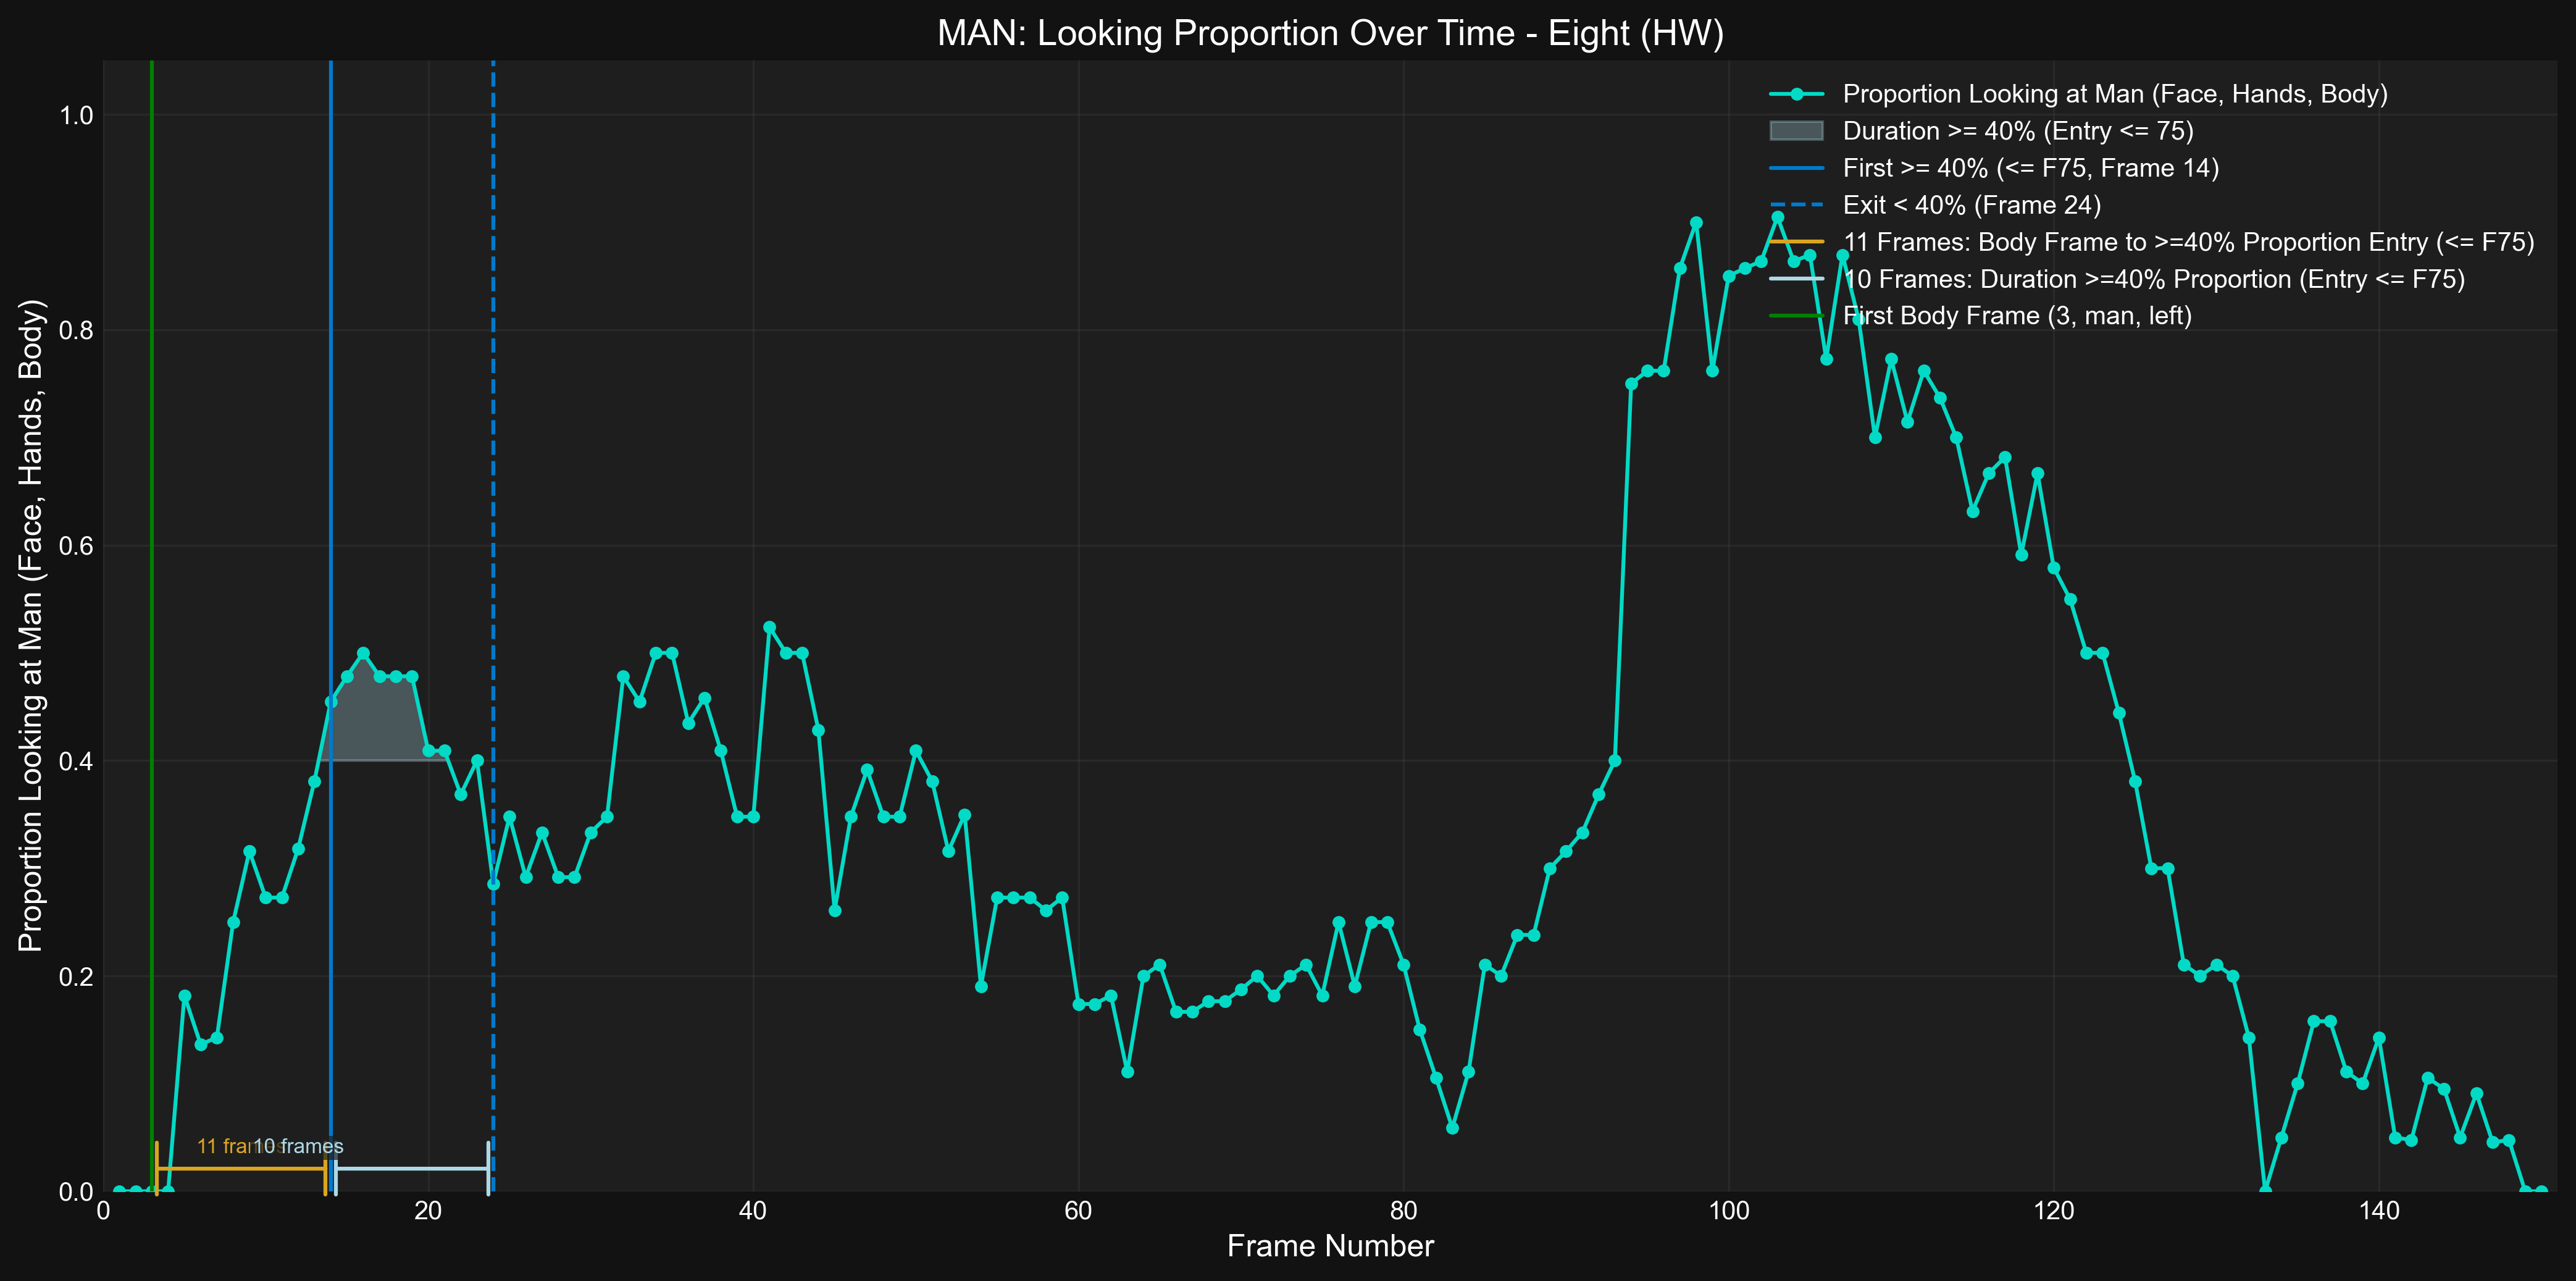 MAN: Looking Proportion Over Time - Eight (HW)
Proportion Looking at Man (Face, Hands, Body)
1.0
0.8
0.6
0.4
0.2
0.0
Proportion Looking at Man (Face, Hands, Body)
Duration >= 40% (Entry <= 75)
First >= 40% (<= F75, Frame 14)
Exit < 40% (Frame 24)
11 Frames: Body Frame to >=40% Proportion Entry (<= F75)
10 Frames: Duration >=40% Proportion (Entry <= F75)
First Body Frame (3, man, left)
11 frames
10 frames
0 20 40 60 80 100 120 140
Frame Number